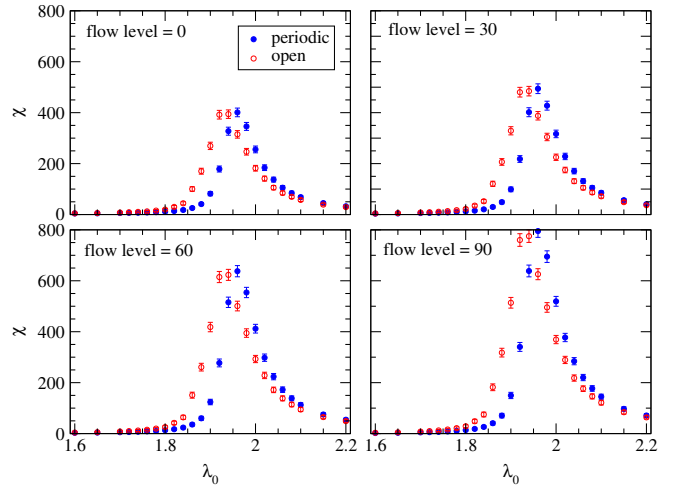 flow level = 0
periodic
open
flow level = 30
800
600
400
200
0
χ
flow level = 60
flow level = 90
800
600
400
200
0
χ
1.6 1.8 2 2.2 1.6 1.8 2 2.2
λ0 λ0